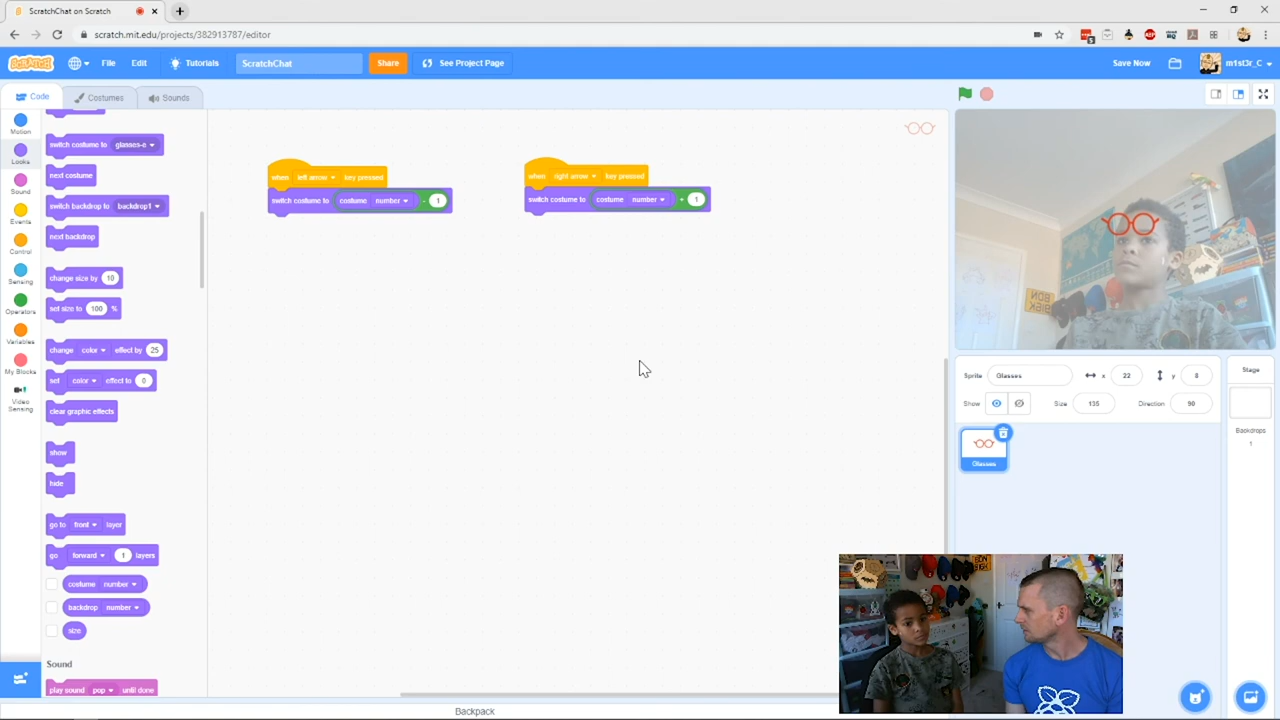 ScratchChat on Scratch
scratch.mit.edu/projects/382913787/editor
SCRATCH File Edit Tutorials ScratchChat Share See Project Page Save Now m1st3r_C
Code Costumes Sounds
Motion
Looks
Sound
Events
Control
Sensing
Operators
Variables
My Blocks
Video Sensing
switch costume to
next costume
switch backdrop to backdrop1
next backdrop
change size by 10
set size to 100 %
change color effect by 25
set color effect to 0
clear graphic effects
show
hide
go to front layer
go forward 1 layers
costume number
backdrop number
size
Sound
play sound pop until done
when left arrow key pressed
switch costume to costume number - 1
when right arrow key pressed
switch costume to costume number + 1
Sprite Glasses x 22 y 8
Show Size 135 Direction 90
Glasses
Stage
Backdrops
1
Backpack